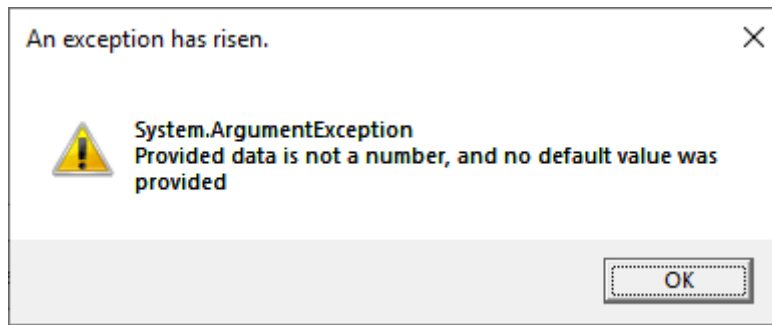 An exception has risen.
System.ArgumentException
Provided data is not a number, and no default value was
provided
OK